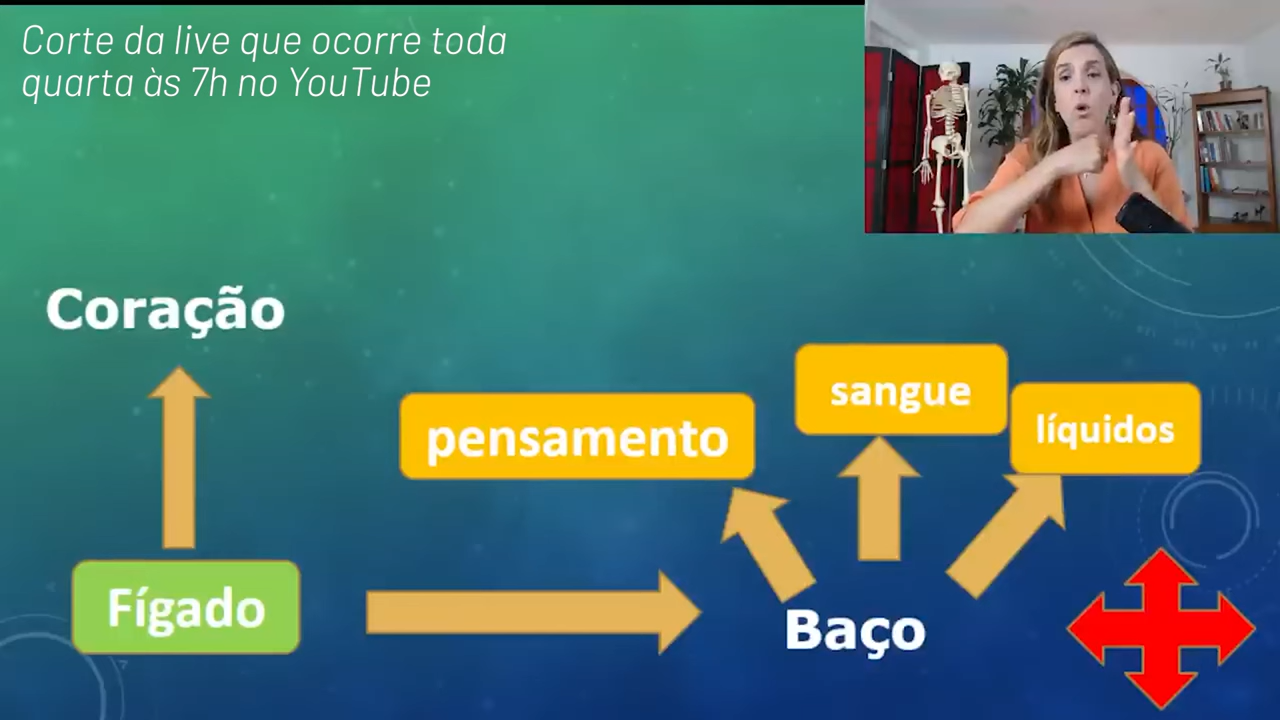 Corte da live que ocorre toda
quarta às 7h no YouTube
Coração
sangue
líquidos
pensamento
Fígado
Baço